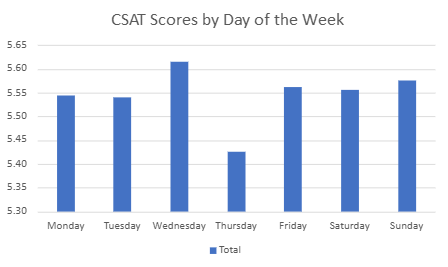 CSAT Scores by Day of the Week
5.65
5.60
5.55
5.50
5.45
5.40
5.35
5.30
Monday Tuesday Wednesday Thursday Friday Saturday Sunday
Total